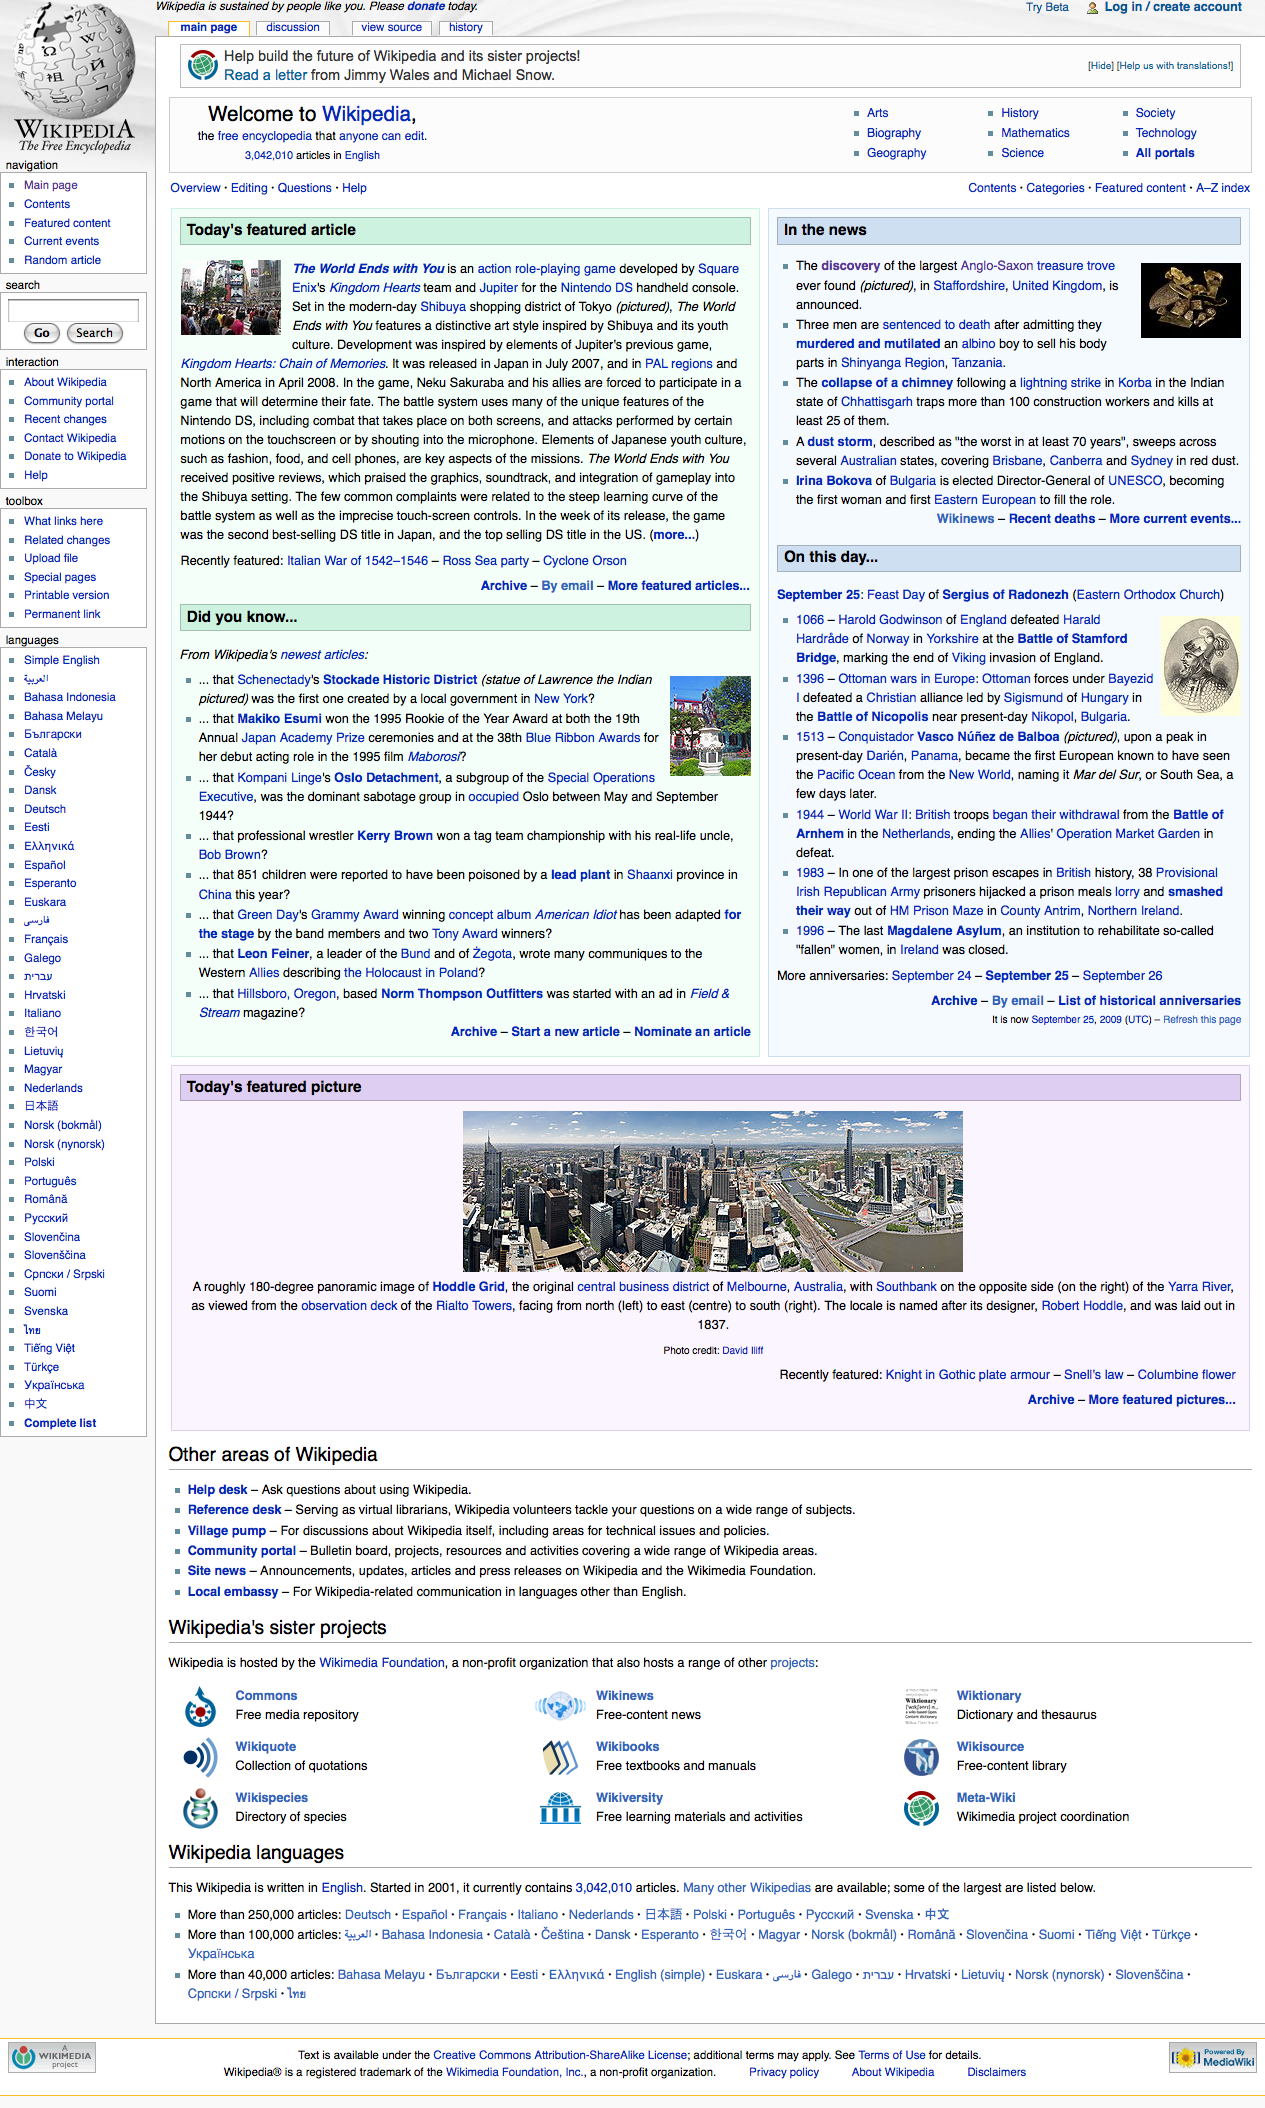 Wikipedia is sustained by people like you. Please donate today.
Try Beta Log in / create account
main page discussion view source history
Help build the future of Wikipedia and its sister projects!
Read a letter from Jimmy Wales and Michael Snow.
[Hide] [Help us with translations!]
WIKIPEDIA
The Free Encyclopedia
navigation
Main page
Contents
Featured content
Current events
Random article
search
Go Search
interaction
About Wikipedia
Community portal
Recent changes
Contact Wikipedia
Donate to Wikipedia
Help
toolbox
What links here
Related changes
Upload file
Special pages
Printable version
Permanent link
languages
Simple English
العربية
Bahasa Indonesia
Bahasa Melayu
Български
Català
Česky
Dansk
Deutsch
Eesti
Ελληνικά
Español
Esperanto
Euskara
فارسی
Français
Galego
עברית
Hrvatski
Italiano
한국어
Lietuvių
Magyar
Nederlands
日本語
Norsk (bokmål)
Norsk (nynorsk)
Polski
Português
Română
Русский
Slovenčina
Slovenščina
Српски / Srpski
Suomi
Svenska
ไทย
Tiếng Việt
Türkçe
Українська
中文
Complete list
Welcome to Wikipedia,
the free encyclopedia that anyone can edit.
3,042,010 articles in English
Arts
Biography
Geography
History
Mathematics
Science
Society
Technology
All portals
Overview · Editing · Questions · Help
Contents · Categories · Featured content · A–Z index
Today's featured article
The World Ends with You is an action role-playing game developed by Square
Enix's Kingdom Hearts team and Jupiter for the Nintendo DS handheld console.
Set in the modern-day Shibuya shopping district of Tokyo (pictured), The World
Ends with You features a distinctive art style inspired by Shibuya and its youth
culture. Development was inspired by elements of Jupiter's previous game,
Kingdom Hearts: Chain of Memories. It was released in Japan in July 2007, and in PAL regions and
North America in April 2008. In the game, Neku Sakuraba and his allies are forced to participate in a
game that will determine their fate. The battle system uses many of the unique features of the
Nintendo DS, including combat that takes place on both screens, and attacks performed by certain
motions on the touchscreen or by shouting into the microphone. Elements of Japanese youth culture,
such as fashion, food, and cell phones, are key aspects of the missions. The World Ends with You
received positive reviews, which praised the graphics, soundtrack, and integration of gameplay into
the Shibuya setting. The few common complaints were related to the steep learning curve of the
battle system as well as the imprecise touch-screen controls. In the week of its release, the game
was the second best-selling DS title in Japan, and the top selling DS title in the US. (more...)
Recently featured: Italian War of 1542–1546 – Ross Sea party – Cyclone Orson
Archive – By email – More featured articles...
Did you know...
From Wikipedia's newest articles:
... that Schenectady's Stockade Historic District (statue of Lawrence the Indian
pictured) was the first one created by a local government in New York?
... that Makiko Esumi won the 1995 Rookie of the Year Award at both the 19th
Annual Japan Academy Prize ceremonies and at the 38th Blue Ribbon Awards for
her debut acting role in the 1995 film Maborosi?
... that Kompani Linge's Oslo Detachment, a subgroup of the Special Operations
Executive, was the dominant sabotage group in occupied Oslo between May and September
1944?
... that professional wrestler Kerry Brown won a tag team championship with his real-life uncle,
Bob Brown?
... that 851 children were reported to have been poisoned by a lead plant in Shaanxi province in
China this year?
... that Green Day's Grammy Award winning concept album American Idiot has been adapted for
the stage by the band members and two Tony Award winners?
... that Leon Feiner, a leader of the Bund and of Żegota, wrote many communiques to the
Western Allies describing the Holocaust in Poland?
... that Hillsboro, Oregon, based Norm Thompson Outfitters was started with an ad in Field &
Stream magazine?
Archive – Start a new article – Nominate an article
In the news
The discovery of the largest Anglo-Saxon treasure trove
ever found (pictured), in Staffordshire, United Kingdom, is
announced.
Three men are sentenced to death after admitting they
murdered and mutilated an albino boy to sell his body
parts in Shinyanga Region, Tanzania.
The collapse of a chimney following a lightning strike in Korba in the Indian
state of Chhattisgarh traps more than 100 construction workers and kills at
least 25 of them.
A dust storm, described as "the worst in at least 70 years", sweeps across
several Australian states, covering Brisbane, Canberra and Sydney in red dust.
Irina Bokova of Bulgaria is elected Director-General of UNESCO, becoming
the first woman and first Eastern European to fill the role.
Wikinews – Recent deaths – More current events...
On this day...
September 25: Feast Day of Sergius of Radonezh (Eastern Orthodox Church)
1066 – Harold Godwinson of England defeated Harald
Hardråde of Norway in Yorkshire at the Battle of Stamford
Bridge, marking the end of Viking invasion of England.
1396 – Ottoman wars in Europe: Ottoman forces under Bayezid
I defeated a Christian alliance led by Sigismund of Hungary in
the Battle of Nicopolis near present-day Nikopol, Bulgaria.
1513 – Conquistador Vasco Núñez de Balboa (pictured), upon a peak in
present-day Darién, Panama, became the first European known to have seen
the Pacific Ocean from the New World, naming it Mar del Sur, or South Sea, a
few days later.
1944 – World War II: British troops began their withdrawal from the Battle of
Arnhem in the Netherlands, ending the Allies' Operation Market Garden in
defeat.
1983 – In one of the largest prison escapes in British history, 38 Provisional
Irish Republican Army prisoners hijacked a prison meals lorry and smashed
their way out of HM Prison Maze in County Antrim, Northern Ireland.
1996 – The last Magdalene Asylum, an institution to rehabilitate so-called
"fallen" women, in Ireland was closed.
More anniversaries: September 24 – September 25 – September 26
Archive – By email – List of historical anniversaries
It is now September 25, 2009 (UTC) – Refresh this page
Today's featured picture
A roughly 180-degree panoramic image of Hoddle Grid, the original central business district of Melbourne, Australia, with Southbank on the opposite side (on the right) of the Yarra River,
as viewed from the observation deck of the Rialto Towers, facing from north (left) to east (centre) to south (right). The locale is named after its designer, Robert Hoddle, and was laid out in
1837.
Photo credit: David Iliff
Recently featured: Knight in Gothic plate armour – Snell's law – Columbine flower
Archive – More featured pictures...
Other areas of Wikipedia
Help desk – Ask questions about using Wikipedia.
Reference desk – Serving as virtual librarians, Wikipedia volunteers tackle your questions on a wide range of subjects.
Village pump – For discussions about Wikipedia itself, including areas for technical issues and policies.
Community portal – Bulletin board, projects, resources and activities covering a wide range of Wikipedia areas.
Site news – Announcements, updates, articles and press releases on Wikipedia and the Wikimedia Foundation.
Local embassy – For Wikipedia-related communication in languages other than English.
Wikipedia's sister projects
Wikipedia is hosted by the Wikimedia Foundation, a non-profit organization that also hosts a range of other projects:
Commons
Free media repository
Wikinews
Free-content news
Wiktionary
Dictionary and thesaurus
Wikiquote
Collection of quotations
Wikibooks
Free textbooks and manuals
Wikisource
Free-content library
Wikispecies
Directory of species
Wikiversity
Free learning materials and activities
Meta-Wiki
Wikimedia project coordination
Wikipedia languages
This Wikipedia is written in English. Started in 2001, it currently contains 3,042,010 articles. Many other Wikipedias are available; some of the largest are listed below.
More than 250,000 articles: Deutsch · Español · Français · Italiano · Nederlands · 日本語 · Polski · Português · Русский · Svenska · 中文
More than 100,000 articles: العربية · Bahasa Indonesia · Català · Čeština · Dansk · Esperanto · 한국어 · Magyar · Norsk (bokmål) · Română · Slovenčina · Suomi · Tiếng Việt · Türkçe ·
Українська
More than 40,000 articles: Bahasa Melayu · Български · Eesti · Ελληνικά · English (simple) · Euskara · فارسی · Galego · עברית · Hrvatski · Lietuvių · Norsk (nynorsk) · Slovenščina ·
Српски / Srpski · ไทย
A WIKIMEDIA project
Text is available under the Creative Commons Attribution-ShareAlike License; additional terms may apply. See Terms of Use for details.
Wikipedia® is a registered trademark of the Wikimedia Foundation, Inc., a non-profit organization. Privacy policy About Wikipedia Disclaimers
Powered By MediaWiki